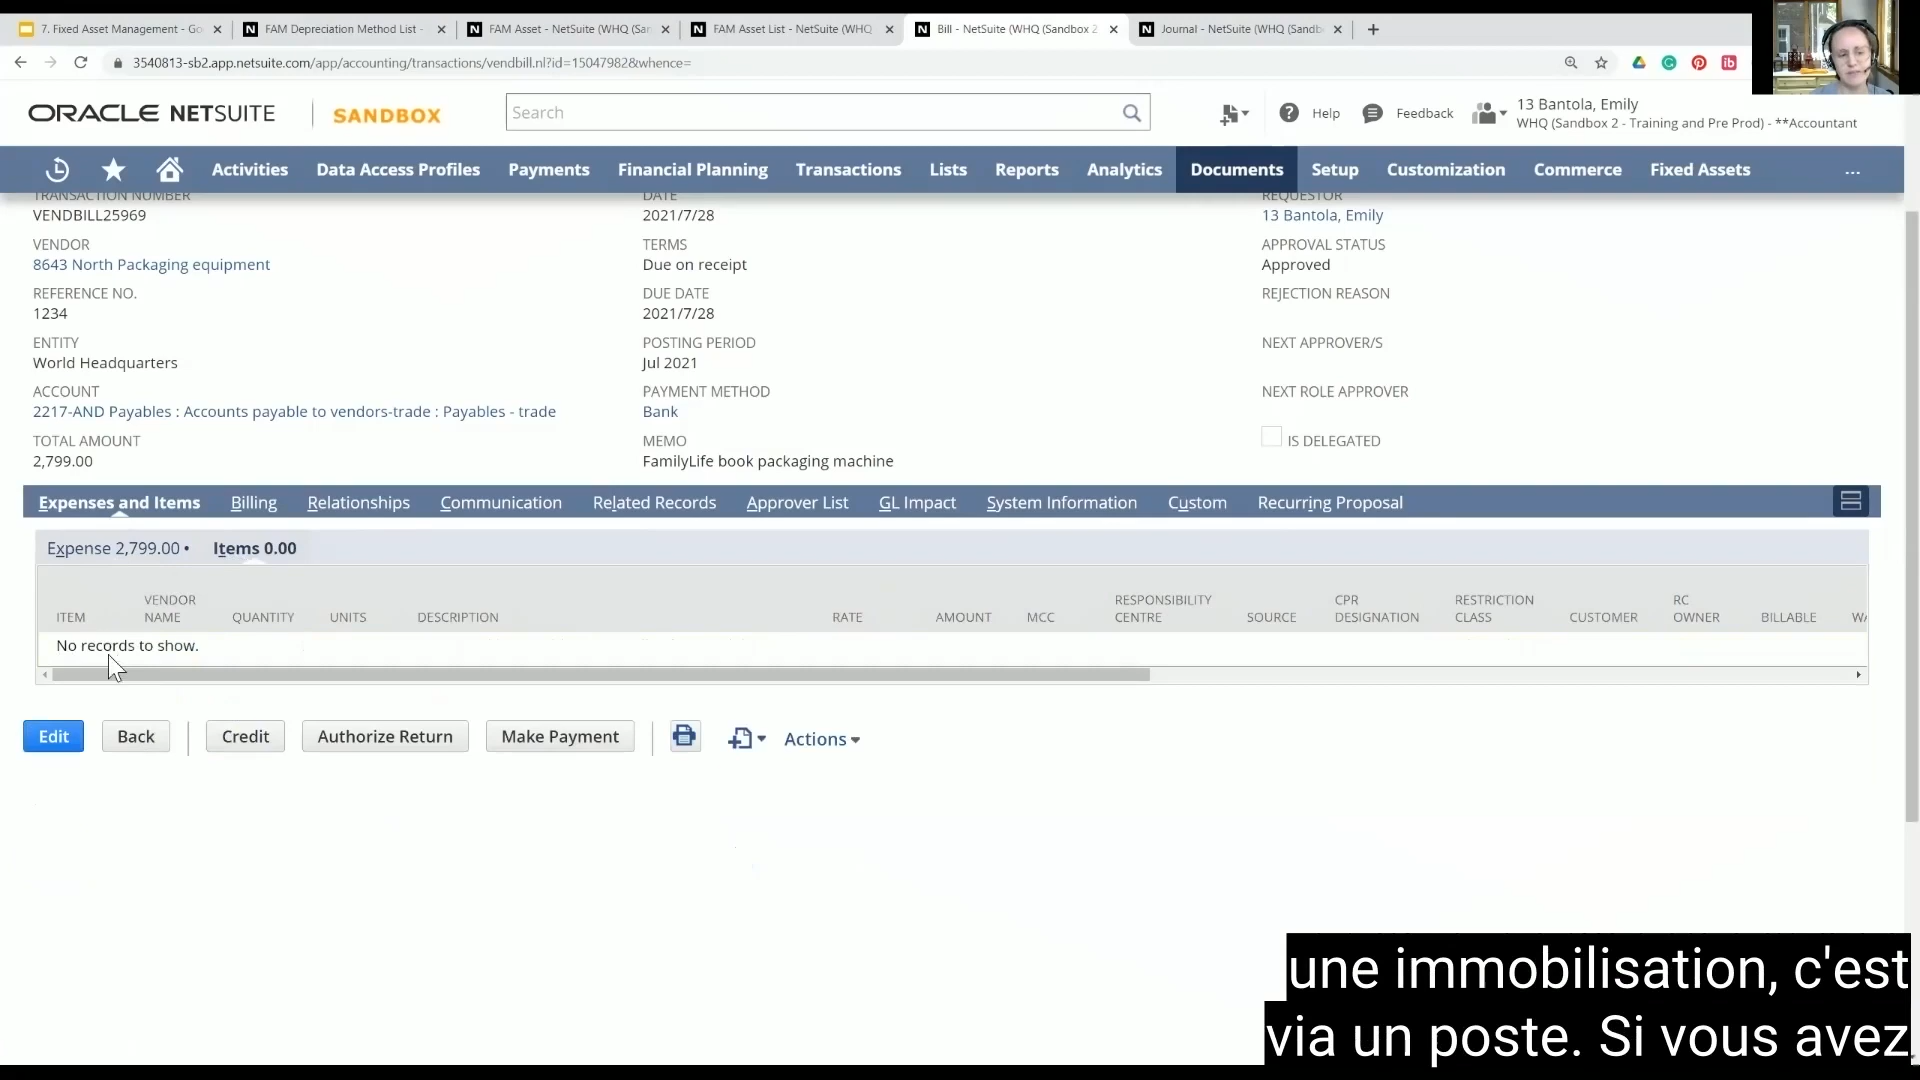 7. Fixed Asset Management - Go
FAM Depreciation Method List -
FAM Asset - NetSuite (WHQ (San
FAM Asset List - NetSuite (WHQ
Bill - NetSuite (WHQ (Sandbox 2
Journal - NetSuite (WHQ (Sandb
3540813-sb2.app.netsuite.com/app/accounting/transactions/vendbill.nl?id=15047982&whence=
ORACLE NETSUITE
SANDBOX
Search
Help
Feedback
13 Bantola, Emily
WHQ (Sandbox 2 - Training and Pre Prod) - **Accountant
Activities Data Access Profiles Payments Financial Planning Transactions Lists Reports Analytics Documents Setup Customization Commerce Fixed Assets ...
TRANSACTION NUMBER
VENDBILL25969
VENDOR
8643 North Packaging equipment
REFERENCE NO.
1234
ENTITY
World Headquarters
ACCOUNT
2217-AND Payables : Accounts payable to vendors-trade : Payables - trade
TOTAL AMOUNT
2,799.00
DATE
2021/7/28
TERMS
Due on receipt
DUE DATE
2021/7/28
POSTING PERIOD
Jul 2021
PAYMENT METHOD
Bank
MEMO
FamilyLife book packaging machine
REQUESTOR
13 Bantola, Emily
APPROVAL STATUS
Approved
REJECTION REASON
NEXT APPROVER/S
NEXT ROLE APPROVER
IS DELEGATED
Expenses and Items Billing Relationships Communication Related Records Approver List GL Impact System Information Custom Recurring Proposal
Expense 2,799.00 • Items 0.00
ITEM
VENDOR
NAME
QUANTITY
UNITS
DESCRIPTION
RATE
AMOUNT
MCC
RESPONSIBILITY
CENTRE
SOURCE
CPR
DESIGNATION
RESTRICTION
CLASS
CUSTOMER
RC
OWNER
BILLABLE
No records to show.
Edit Back Credit Authorize Return Make Payment Actions
une immobilisation, c'est
via un poste. Si vous avez